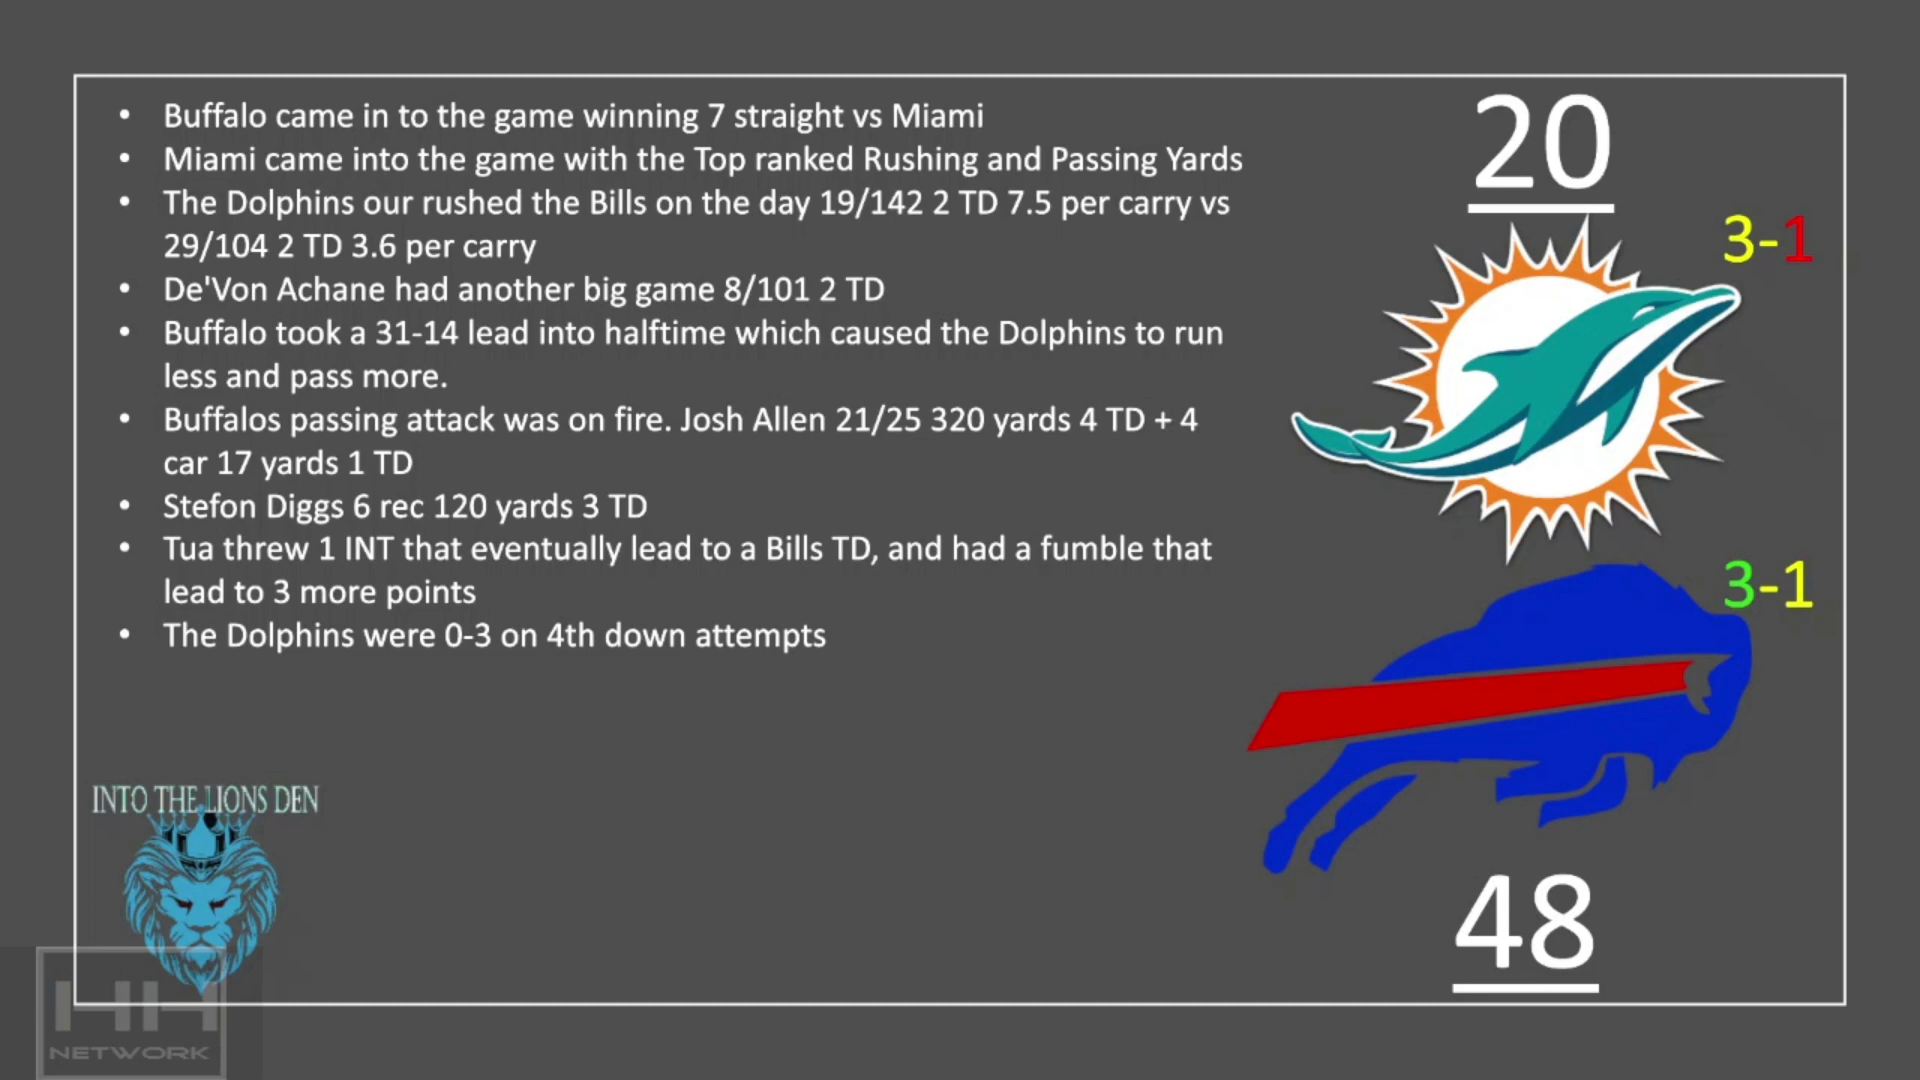 • Buffalo came in to the game winning 7 straight vs Miami
• Miami came into the game with the Top ranked Rushing and Passing Yards
• The Dolphins our rushed the Bills on the day 19/142 2 TD 7.5 per carry vs
29/104 2 TD 3.6 per carry
• De'Von Achane had another big game 8/101 2 TD
• Buffalo took a 31-14 lead into halftime which caused the Dolphins to run
less and pass more.
• Buffalos passing attack was on fire. Josh Allen 21/25 320 yards 4 TD + 4
car 17 yards 1 TD
• Stefon Diggs 6 rec 120 yards 3 TD
• Tua threw 1 INT that eventually lead to a Bills TD, and had a fumble that
lead to 3 more points
• The Dolphins were 0-3 on 4th down attempts
20
3-1
3-1
48
INTO THE LIONS DEN
HH
NETWORK